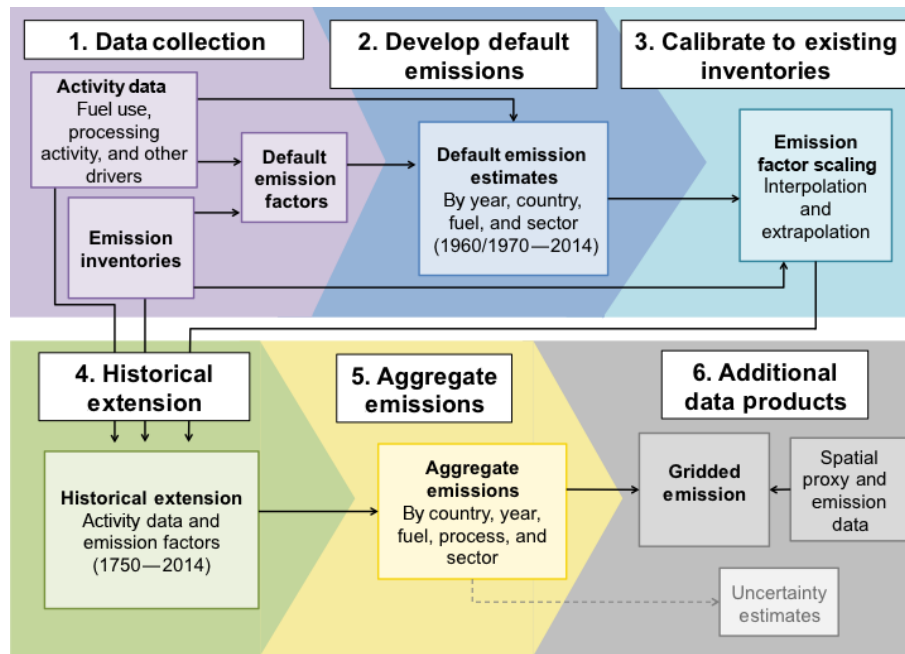 1. Data collection
2. Develop default
emissions
3. Calibrate to existing
inventories
Activity data
Fuel use,
processing
activity, and other
drivers
Default
emission
factors
Emission
inventories
Default emission
estimates
By year, country,
fuel, and sector
(1960/1970—2014)
Emission
factor scaling
Interpolation
and
extrapolation
4. Historical
extension
5. Aggregate
emissions
6. Additional
data products
Historical extension
Activity data and
emission factors
(1750—2014)
Aggregate
emissions
By country, year,
fuel, process, and
sector
Gridded
emission
Spatial
proxy and
emission
data
Uncertainty
estimates